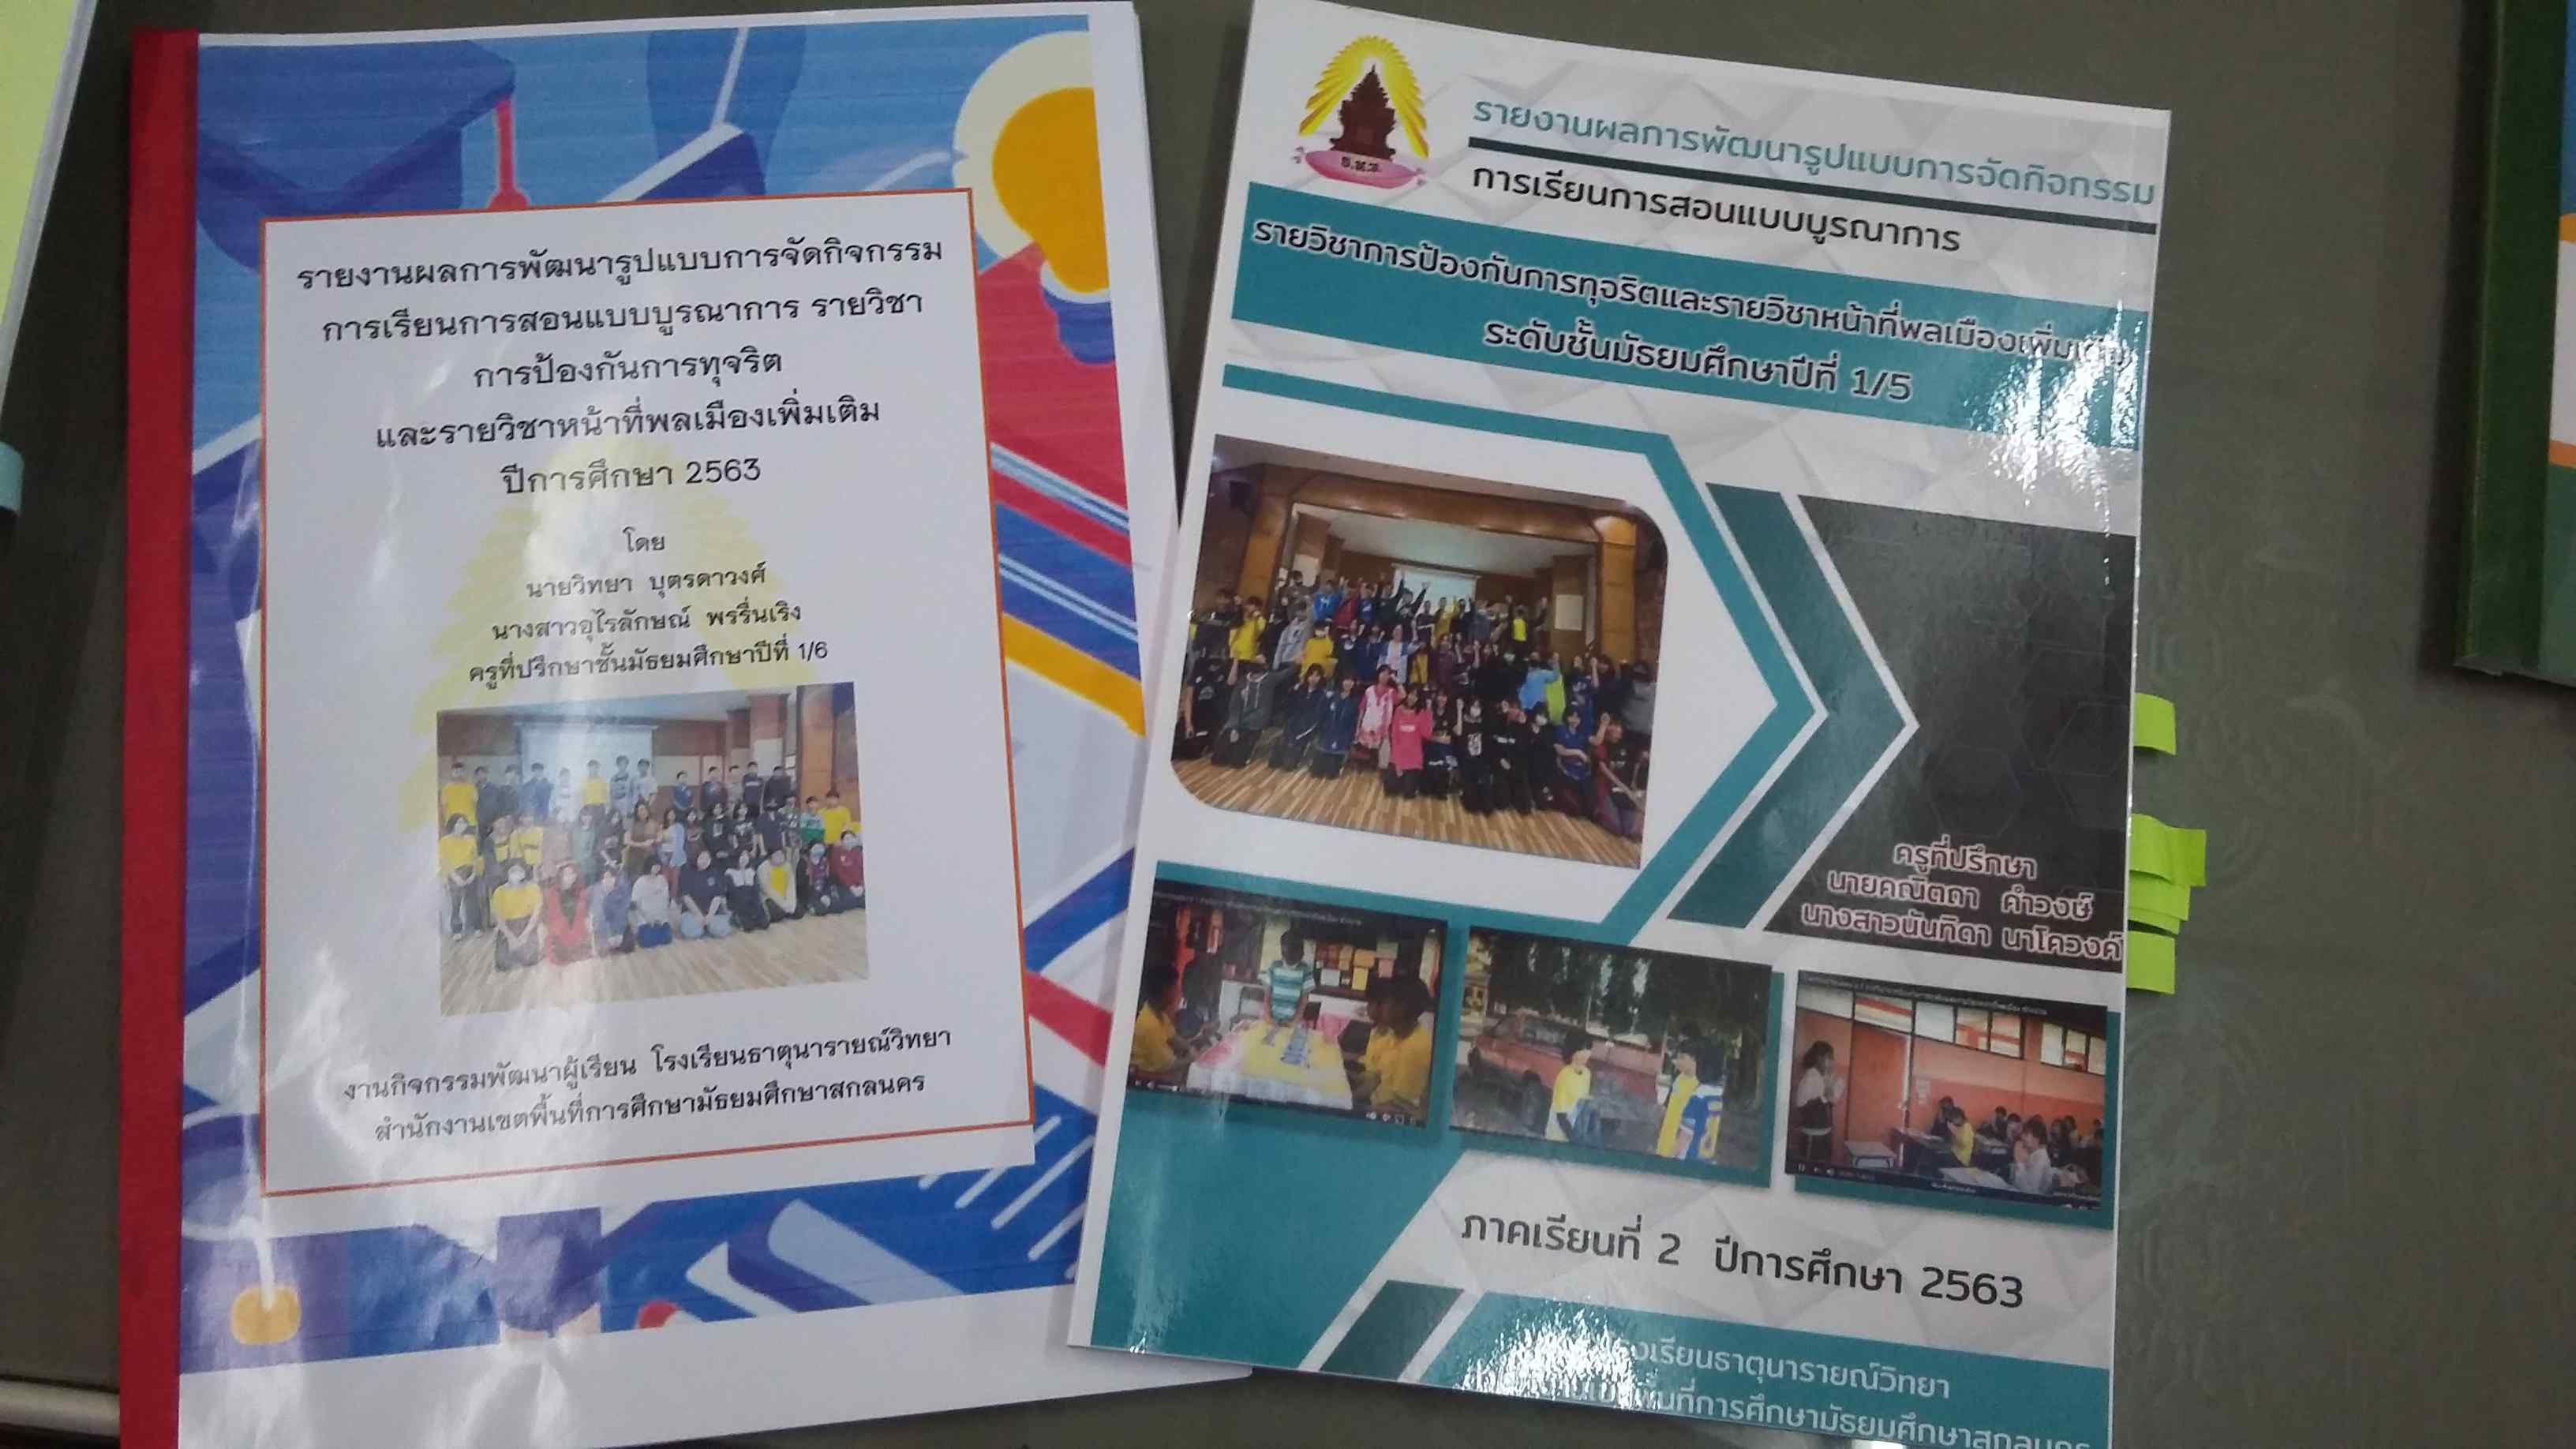 รายงานผลการพัฒนารูปแบบการจัดกิจกรรม
การเรียนการสอนแบบบูรณาการ รายวิชา
การป้องกันการทุจริต
และรายวิชาหน้าที่พลเมืองเพิ่มเติม
ปีการศึกษา 2563
โดย
นายวิทยา บุตรดาวงศ์
นางสาวอุไรลักษณ์ พรรื่นเริง
ครูที่ปรึกษาชั้นมัธยมศึกษาปีที่ 1/6
งานกิจกรรมพัฒนาผู้เรียน โรงเรียนธาตุนารายณ์วิทยา
สำนักงานเขตพื้นที่การศึกษามัธยมศึกษาสกลนคร
ธ.น.ว.
รายงานผลการพัฒนารูปแบบการจัดกิจกรรม
การเรียนการสอนแบบบูรณาการ
รายวิชาการป้องกันการทุจริตและรายวิชาหน้าที่พลเมืองเพิ่มเติม
ระดับชั้นมัธยมศึกษาปีที่ 1/5
ครูที่ปรึกษา
นายคณิตถา คำวงษ์
นางสาวนันทิดา นาโควงค์
ภาคเรียนที่ 2 ปีการศึกษา 2563
โรงเรียนธาตุนารายณ์วิทยา
พื้นที่การศึกษามัธยมศึกษาสกลนคร